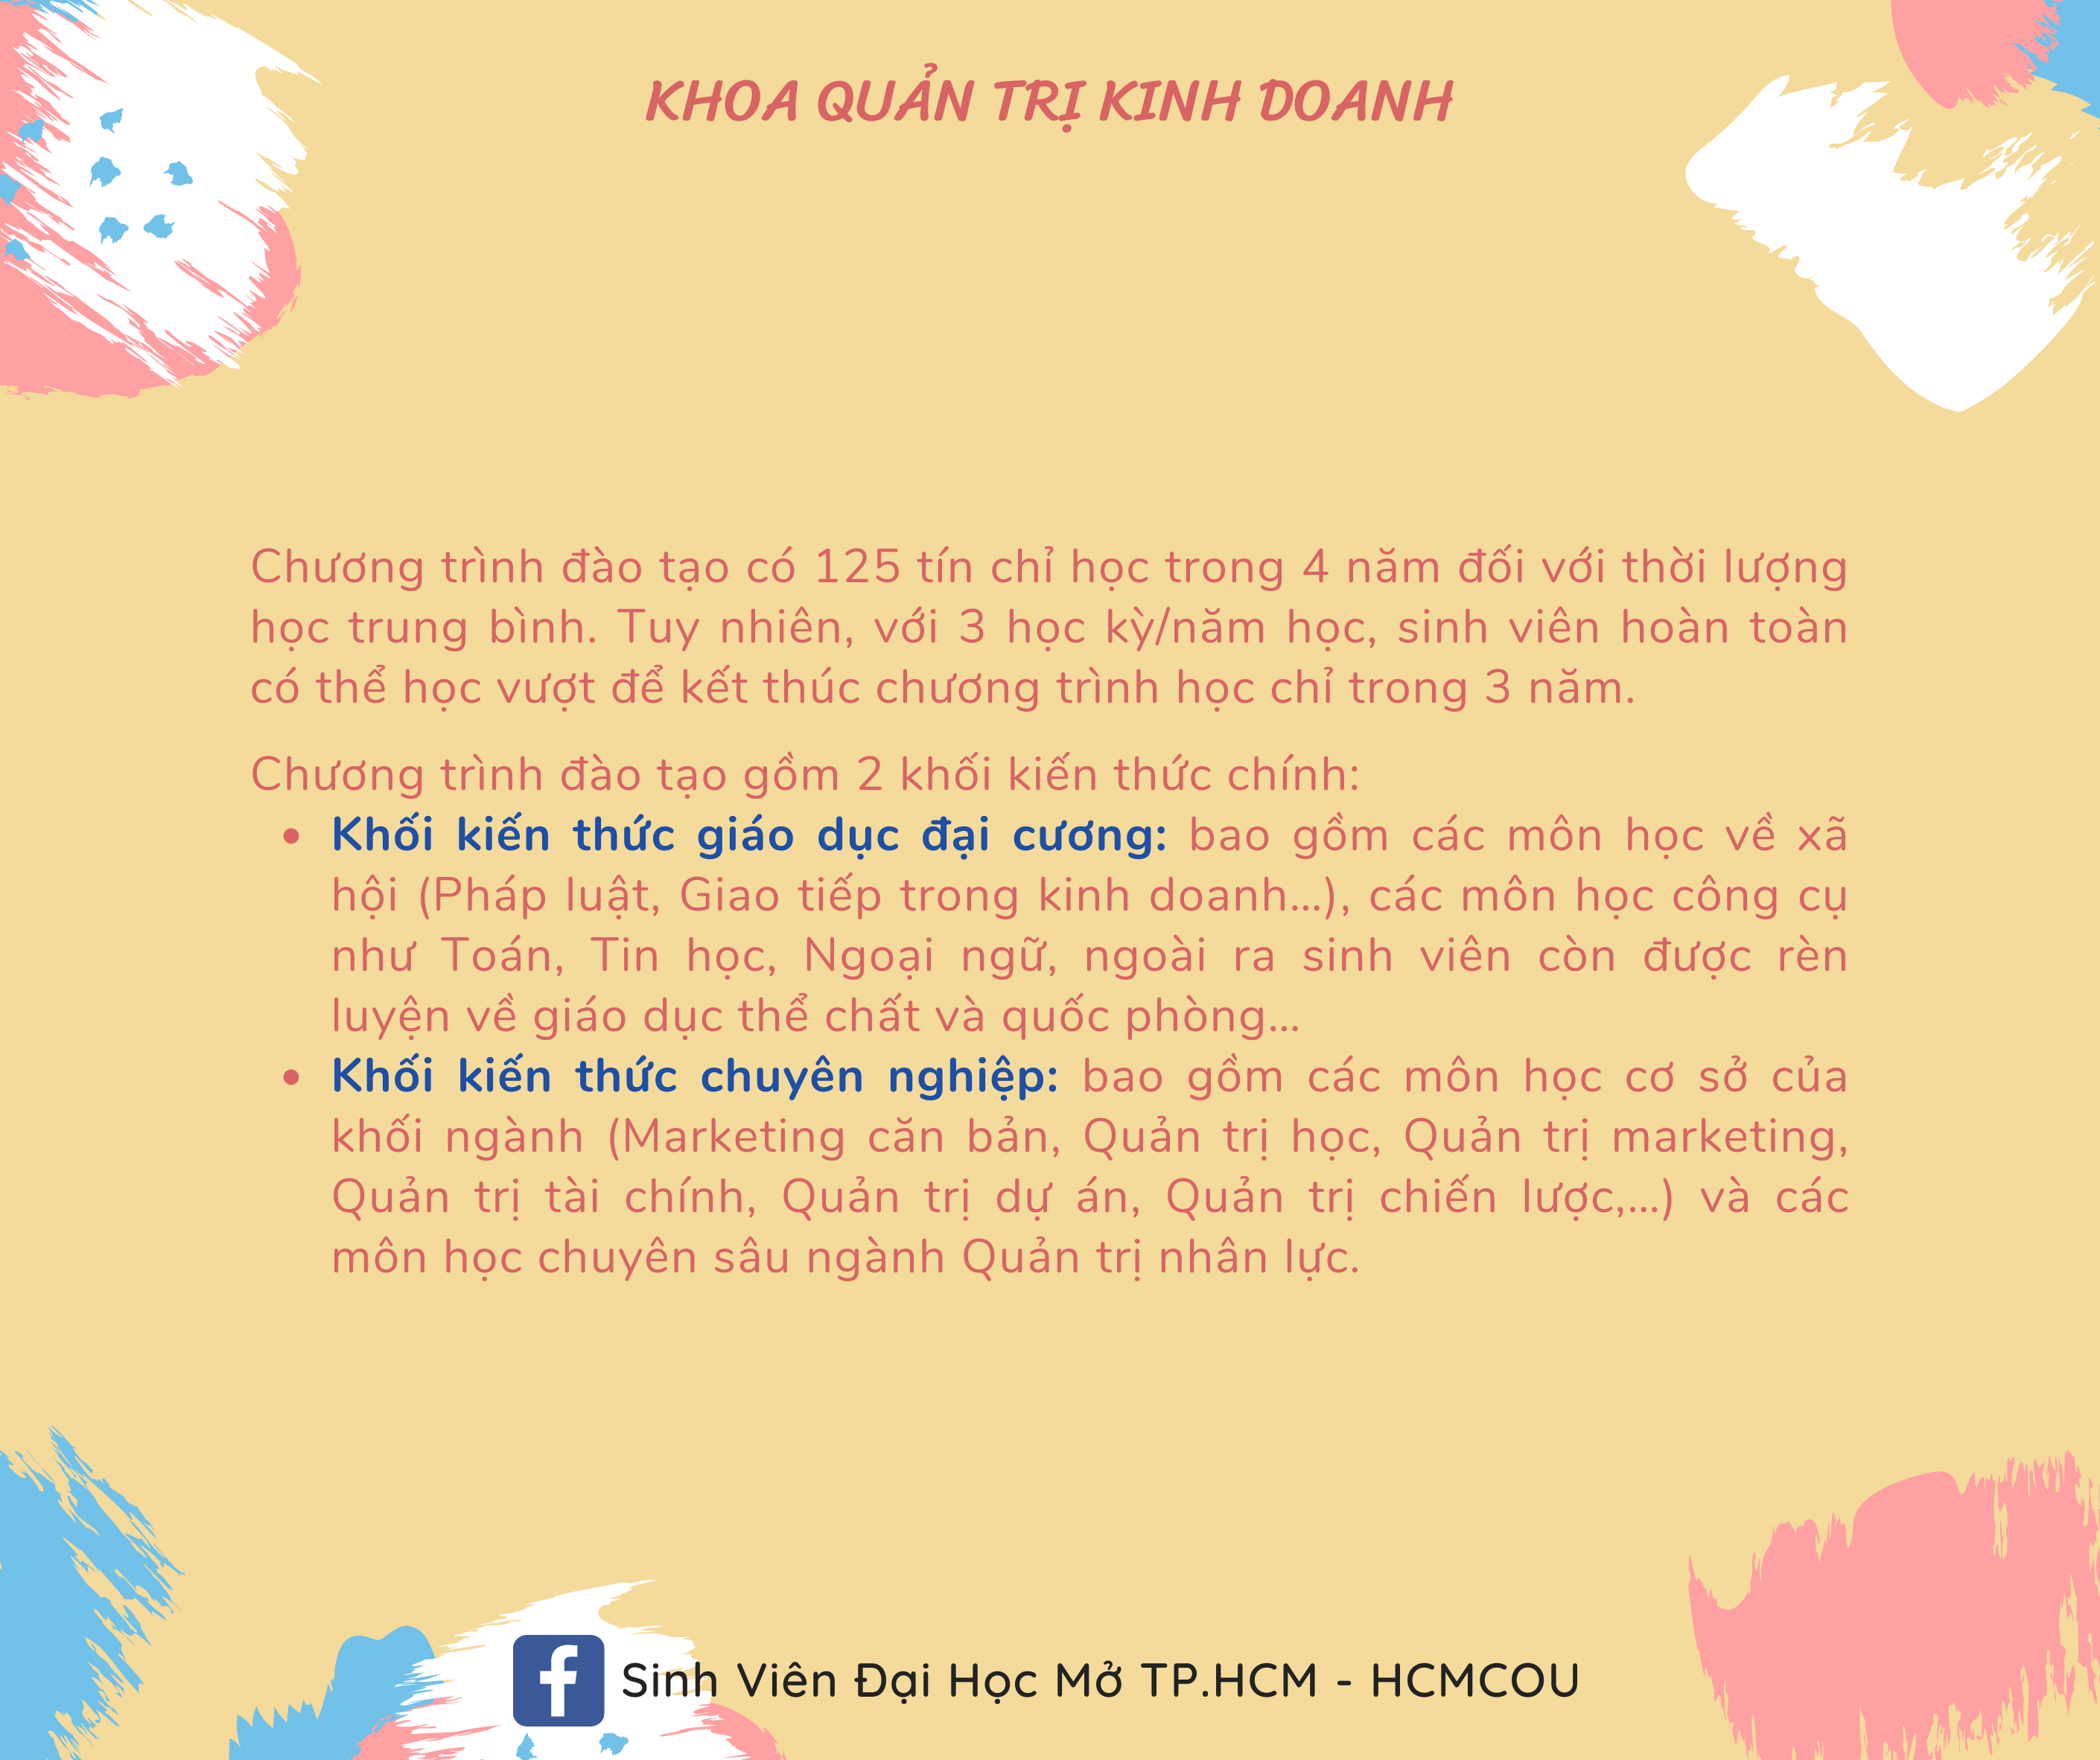 KHOA QUẢN TRỊ KINH DOANH
Chương trình đào tạo có 125 tín chỉ học trong 4 năm đối với thời lượng
học trung bình. Tuy nhiên, với 3 học kỳ/năm học, sinh viên hoàn toàn
có thể học vượt để kết thúc chương trình học chỉ trong 3 năm.
Chương trình đào tạo gồm 2 khối kiến thức chính:
• Khối kiến thức giáo dục đại cương: bao gồm các môn học về xã
hội (Pháp luật, Giao tiếp trong kinh doanh...), các môn học công cụ
như Toán, Tin học, Ngoại ngữ, ngoài ra sinh viên còn được rèn
luyện về giáo dục thể chất và quốc phòng...
• Khối kiến thức chuyên nghiệp: bao gồm các môn học cơ sở của
khối ngành (Marketing căn bản, Quản trị học, Quản trị marketing,
Quản trị tài chính, Quản trị dự án, Quản trị chiến lược,...) và các
môn học chuyên sâu ngành Quản trị nhân lực.
Sinh Viên Đại Học Mở TP.HCM - HCMCOU